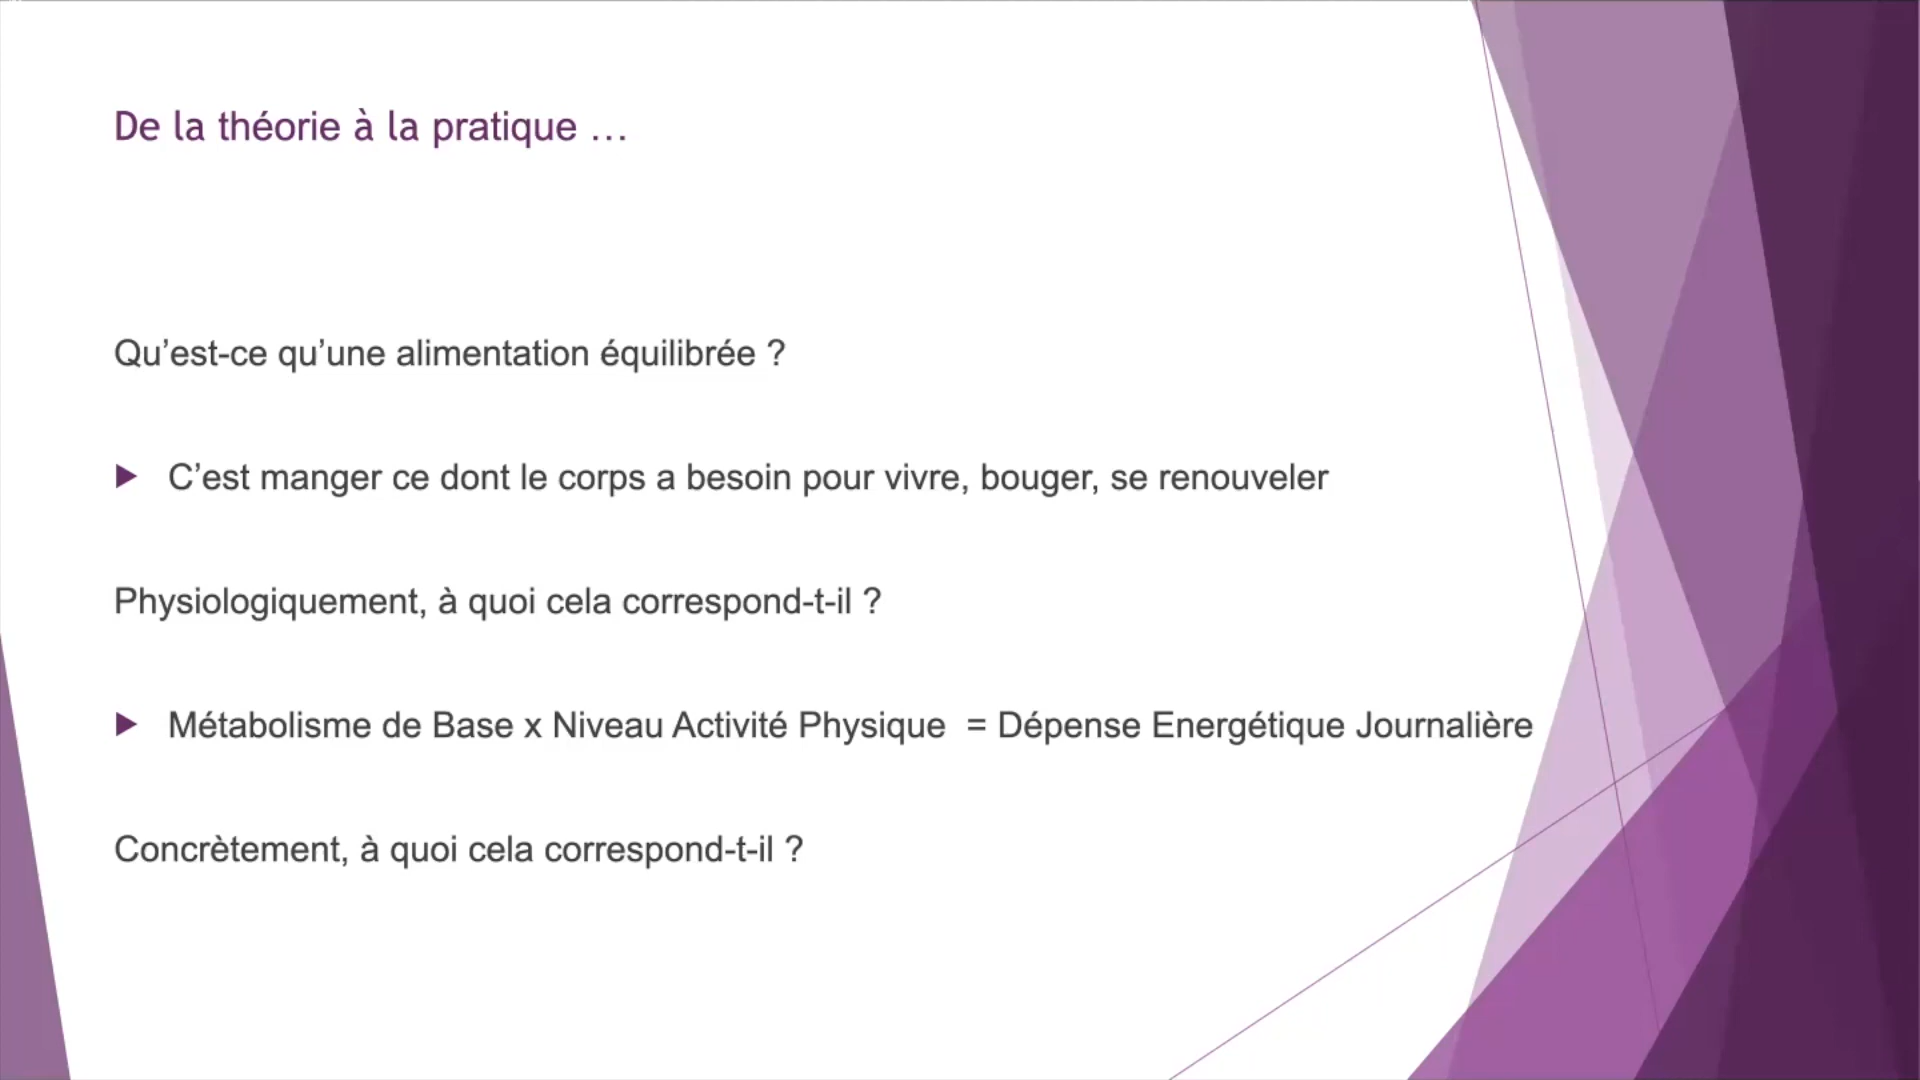 De la théorie à la pratique …
Qu’est-ce qu’une alimentation équilibrée ?
C’est manger ce dont le corps a besoin pour vivre, bouger, se renouveler
Physiologiquement, à quoi cela correspond-t-il ?
Métabolisme de Base x Niveau Activité Physique = Dépense Energétique Journalière
Concrètement, à quoi cela correspond-t-il ?